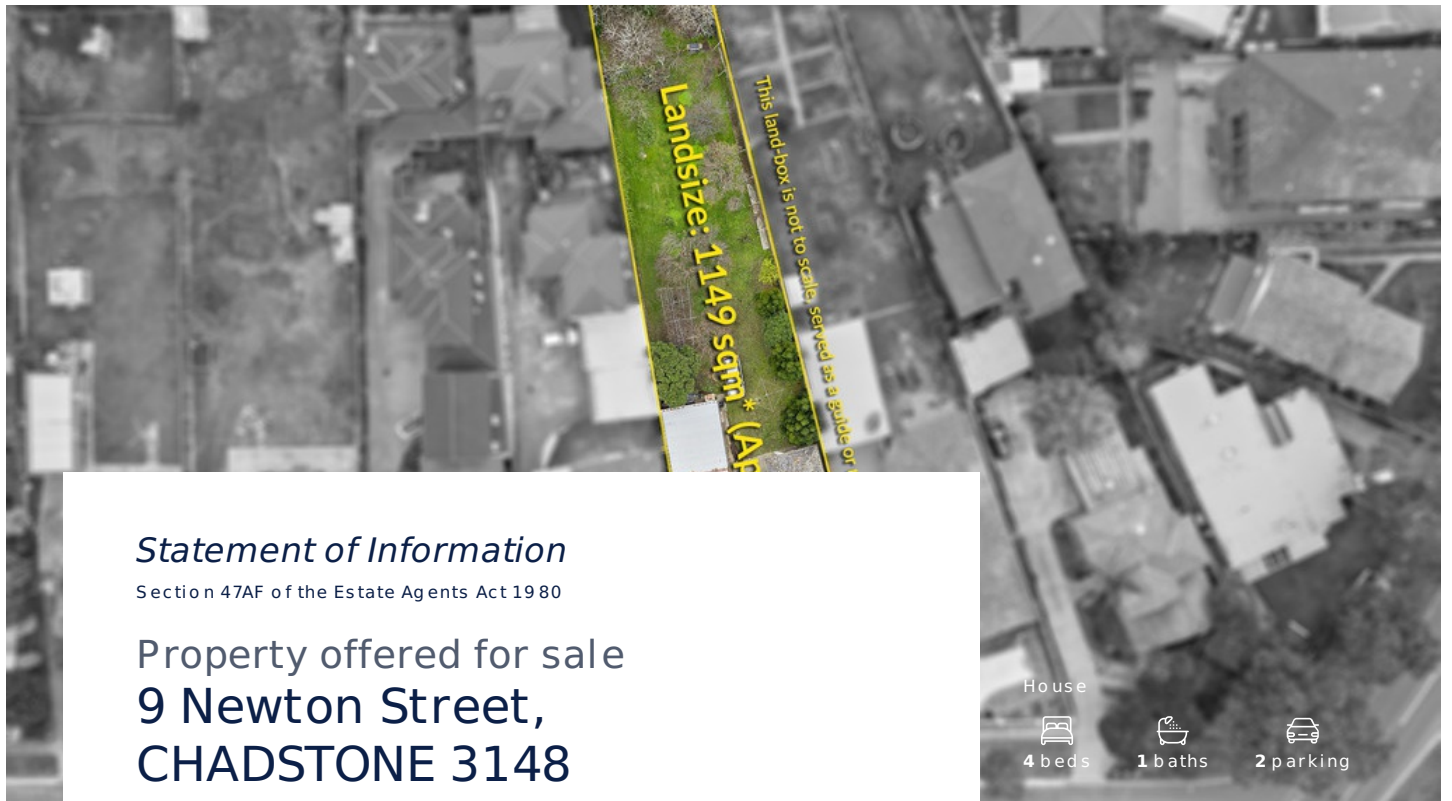 Landsize: 1149 sqm* (Ap
This land-box is not to scale, served as a guide or
Statement of Information
Section 47AF of the Estate Agents Act 1980
Property offered for sale
9 Newton Street,
CHADSTONE 3148
House
4 beds 1 baths 2 parking